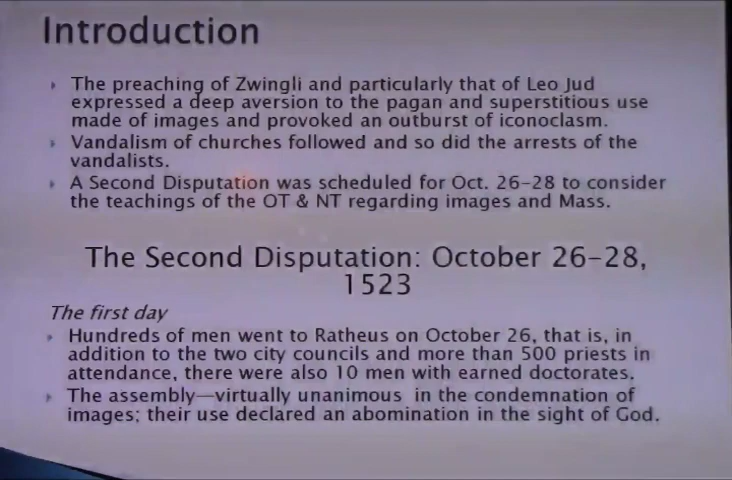 Introduction
The preaching of Zwingli and particularly that of Leo Jud
expressed a deep aversion to the pagan and superstitious use
made of images and provoked an outburst of iconoclasm.
Vandalism of churches followed and so did the arrests of the
vandalists.
A Second Disputation was scheduled for Oct. 26-28 to consider
the teachings of the OT & NT regarding images and Mass.
The Second Disputation: October 26-28,
1523
The first day
Hundreds of men went to Ratheus on October 26, that is, in
addition to the two city councils and more than 500 priests in
attendance, there were also 10 men with earned doctorates.
The assembly—virtually unanimous in the condemnation of
images; their use declared an abomination in the sight of God.